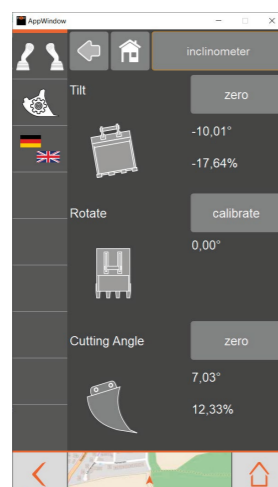 AppWindow
inclinometer
Tilt
zero
-10,01°
-17,64%
Rotate
calibrate
0,00°
Cutting Angle
zero
7,03°
12,33%